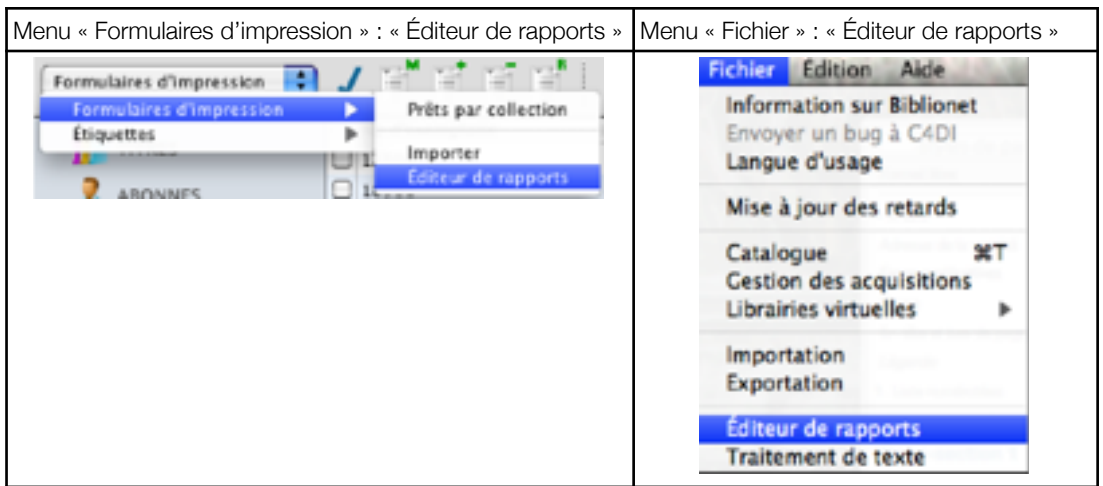 Menu « Formulaires d’impression » : « Éditeur de rapports »
Formulaires d'impression
Formulaires d'impression
Étiquettes
Prêts par collection
Importer
Éditeur de rapports
ABONNES
Menu « Fichier » : « Éditeur de rapports »
Fichier Édition Aide
Information sur Biblionet
Envoyer un bug à C4DI
Langue d'usage
Mise à jour des retards
Catalogue ⌘T
Gestion des acquisitions
Librairies virtuelles
Importation
Exportation
Éditeur de rapports
Traitement de texte